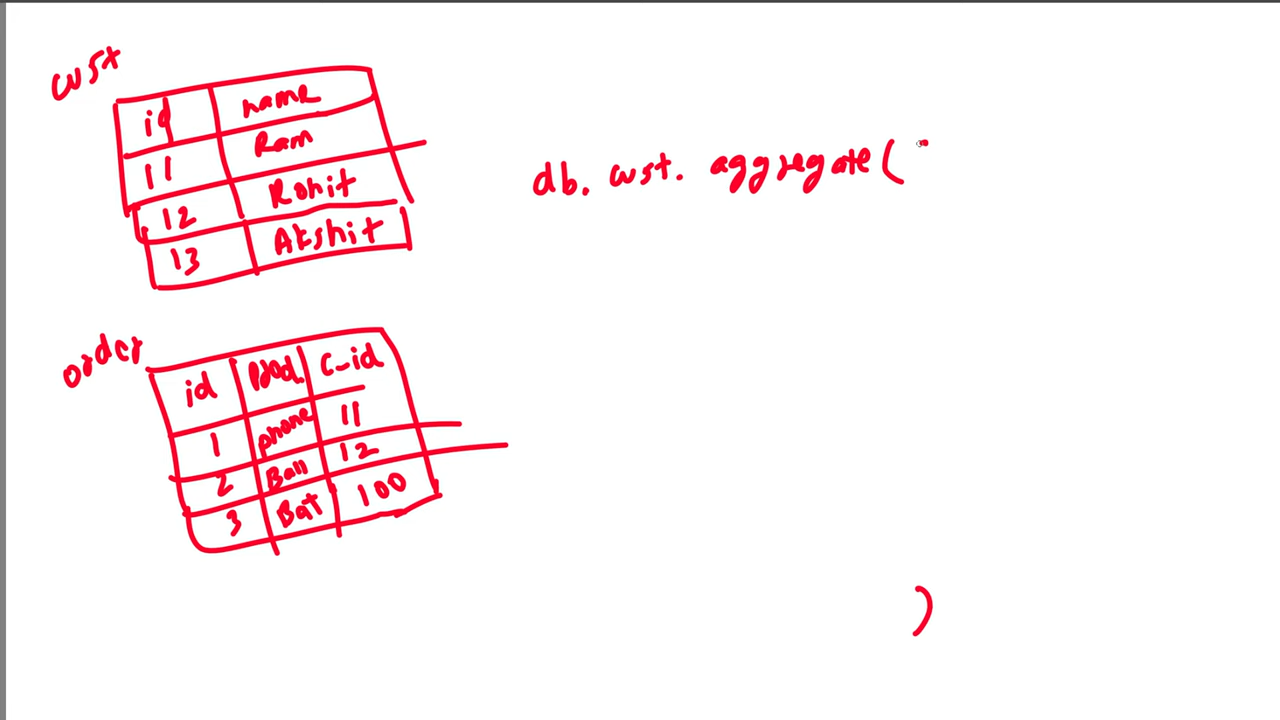 cust
id name
11 Ram
12 Rohit
13 Akshit
db. cust. aggregate(
order
id Prod. C-id
1 phone 11
2 Ball 12
3 Bat 100
)